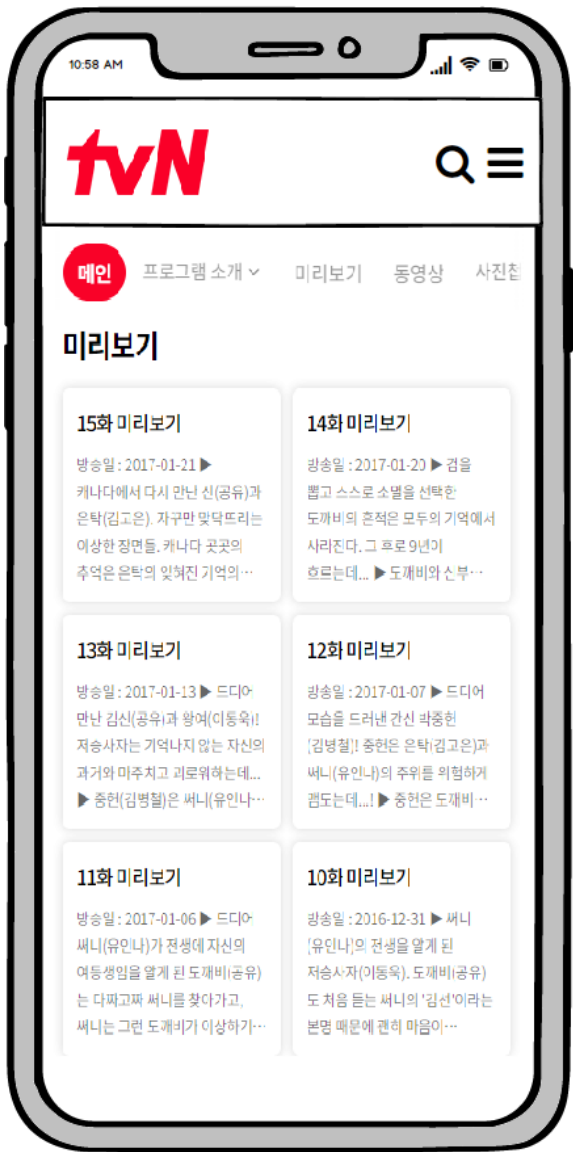 10:58 AM
tvN
메인 프로그램 소개 미리보기 동영상 사진첩
미리보기
15화 미리보기
방송일 : 2017-01-21 ▶
캐나다에서 다시 만난 신(공유)과
은탁(김고은). 자꾸만 맞닥뜨리는
이상한 장면들. 캐나다 곳곳의
추억은 은탁의 잊혀진 기억의…
14화 미리보기
방송일 : 2017-01-20 ▶ 검을
뽑고 스스로 소멸을 선택한
도깨비의 흔적은 모두의 기억에서
사라진다. 그 후로 9년이
흐르는데... ▶ 도깨비와 신부…
13화 미리보기
방송일 : 2017-01-13 ▶ 드디어
만난 김신(공유)과 왕여(이동욱)!
저승사자는 기억나지 않는 자신의
과거와 마주치고 괴로워하는데...
▶ 중헌(김병철)은 써니(유인나…
12화 미리보기
방송일 : 2017-01-07 ▶ 드디어
모습을 드러낸 간신 박중헌
(김병철)! 중헌은 은탁(김고은)과
써니(유인나)의 주위를 위험하게
맴도는데...! ▶ 중헌은 도깨비…
11화 미리보기
방송일 : 2017-01-06 ▶ 드디어
써니(유인나)가 전생에 자신의
여동생임을 알게 된 도깨비(공유)
는 다짜고짜 써니를 찾아가고,
써니는 그런 도깨비가 이상하기…
10화 미리보기
방송일 : 2016-12-31 ▶ 써니
(유인나)의 전생을 알게 된
저승사자(이동욱). 도깨비(공유)
도 처음 듣는 써니의 '김선'이라는
본명 때문에 괜히 마음이…